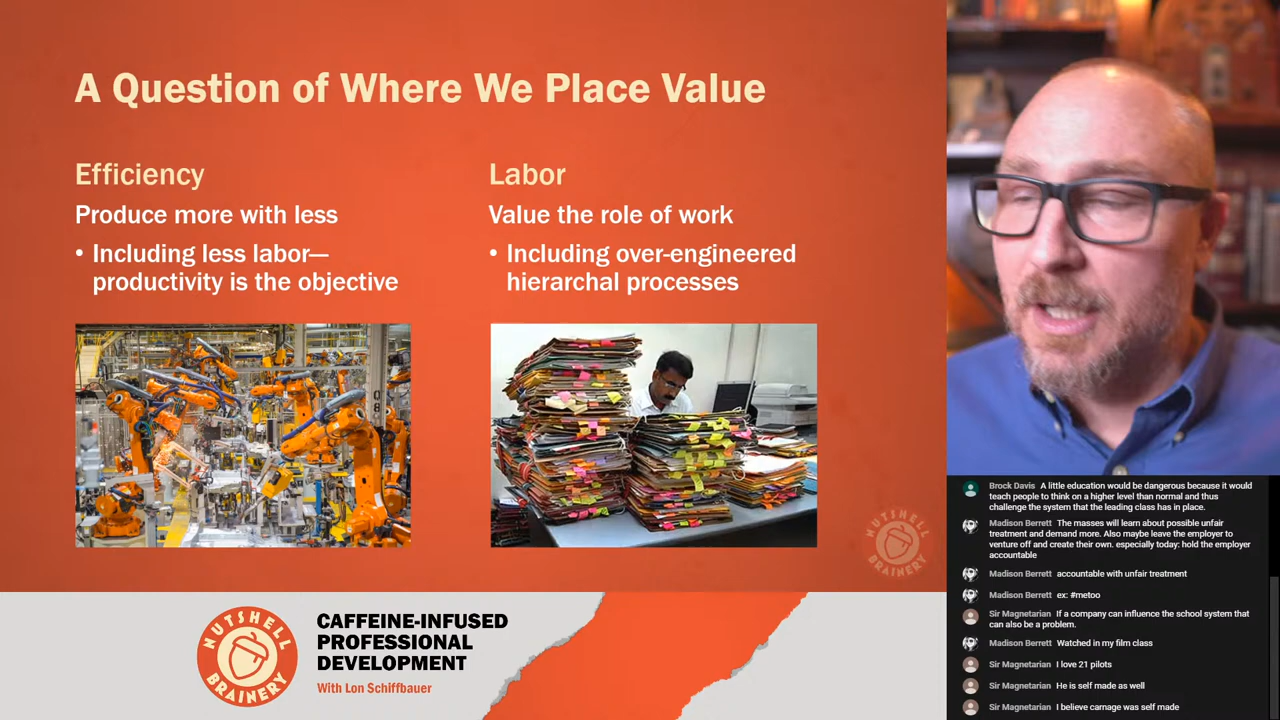 A Question of Where We Place Value
Efficiency
Produce more with less
• Including less labor—
productivity is the objective
Labor
Value the role of work
• Including over-engineered
hierarchal processes
NUTSHELL
BRAINERY
NUTSHELL
BRAINERY
CAFFEINE-INFUSED
PROFESSIONAL
DEVELOPMENT
With Lon Schiffbauer
Brock Davis A little education would be dangerous because it would
teach people to think on a higher level than normal and thus
challenge the system that the leading class has in place.
Madison Berrett The masses will learn about possible unfair
treatment and demand more. Also maybe leave the employer to
venture off and create their own. especially today: hold the employer
accountable
Madison Berrett accountable with unfair treatment
Madison Berrett ex: #metoo
Sir Magnetarian If a company can influence the school system that
can also be a problem.
Madison Berrett Watched in my film class
Sir Magnetarian I love 21 pilots
Sir Magnetarian He is self made as well
Sir Magnetarian I believe carnage was self made